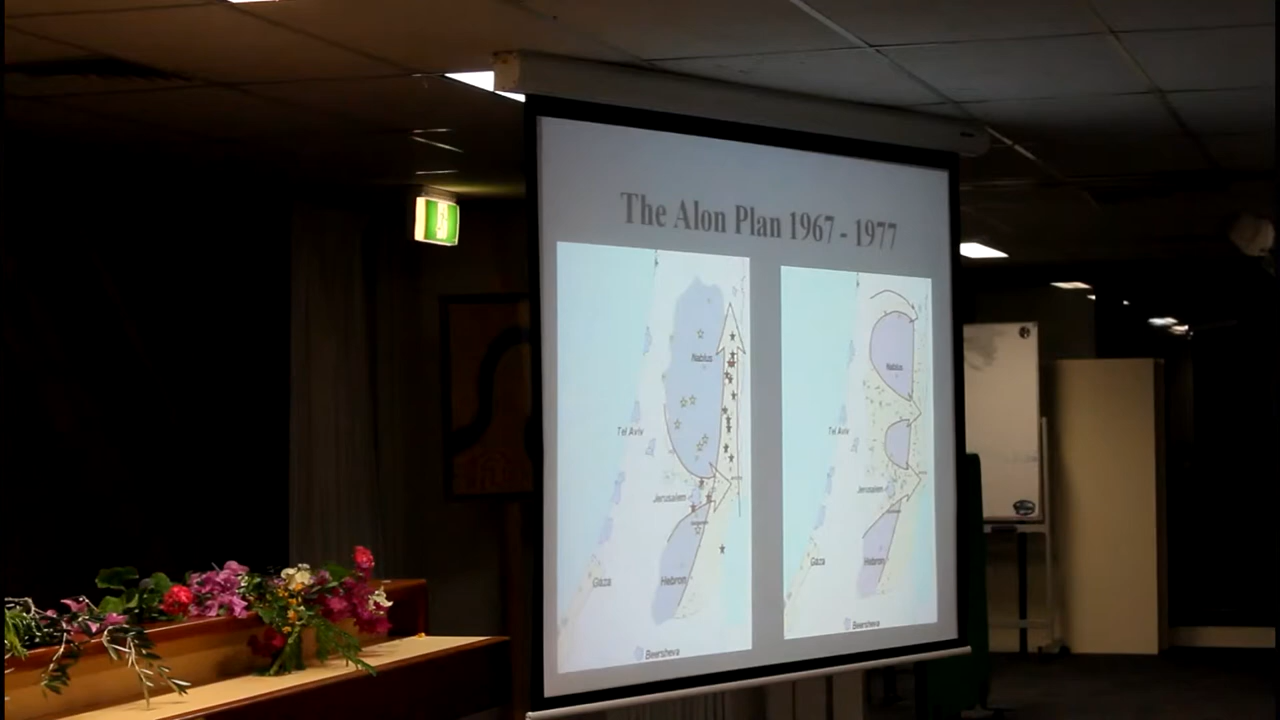 The Alon Plan 1967 - 1977
Nablus
Tel Aviv
Jerusalem
Hebron
Gaza
Beersheva
Nablus
Tel Aviv
Jerusalem
Hebron
Gaza
Beersheva